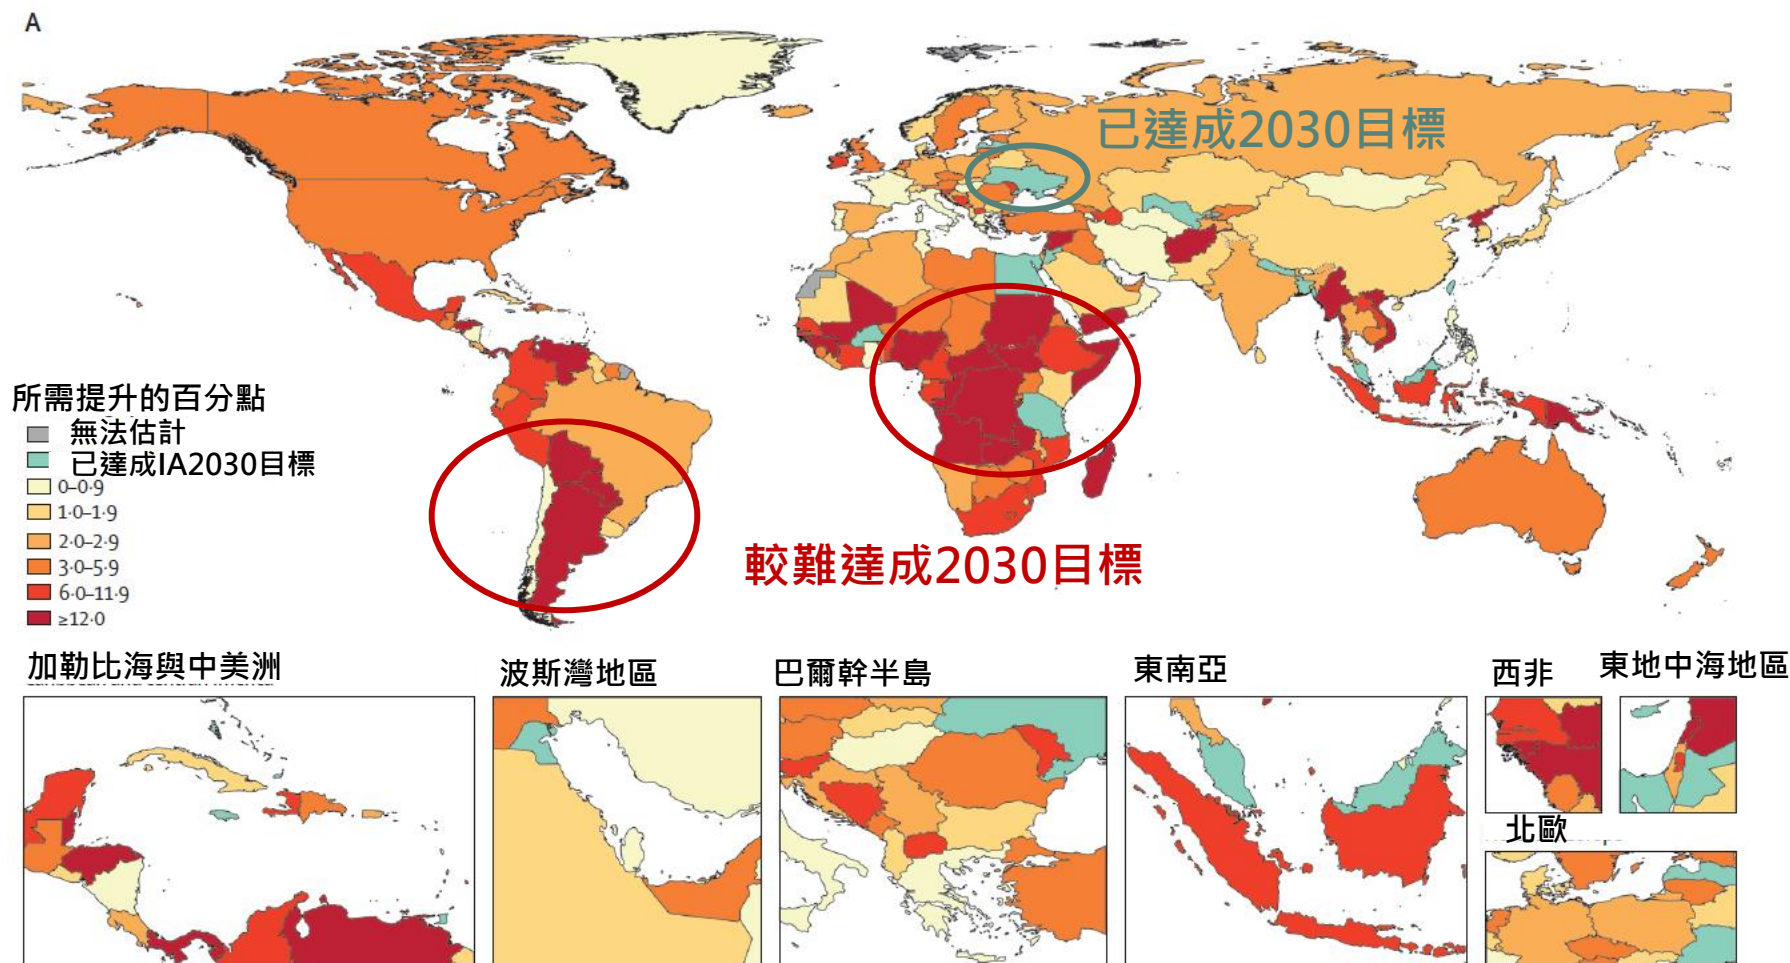 A
已達成2030目標
所需提升的百分點
無法估計
已達成IA2030目標
0–0·9
1·0–1·9
2·0–2·9
3·0–5·9
6·0–11·9
≥12·0
較難達成2030目標
加勒比海與中美洲
波斯灣地區
巴爾幹半島
東南亞
西非
東地中海地區
北歐